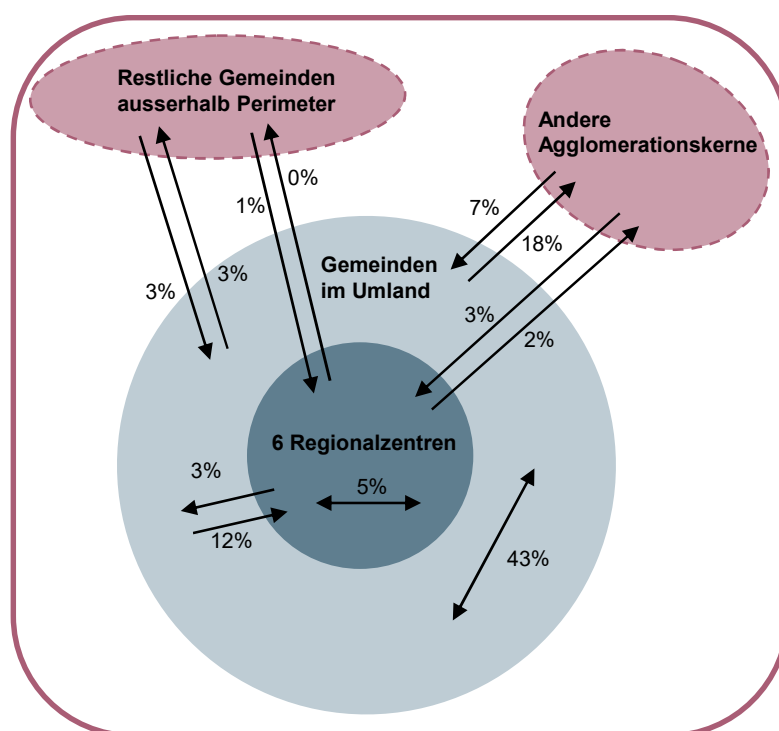 Restliche Gemeinden
ausserhalb Perimeter
Andere
Agglomerationskerne
0%
1%
7%
18%
Gemeinden
im Umland
3%
3%
3%
2%
6 Regionalzentren
3%
5%
12%
43%